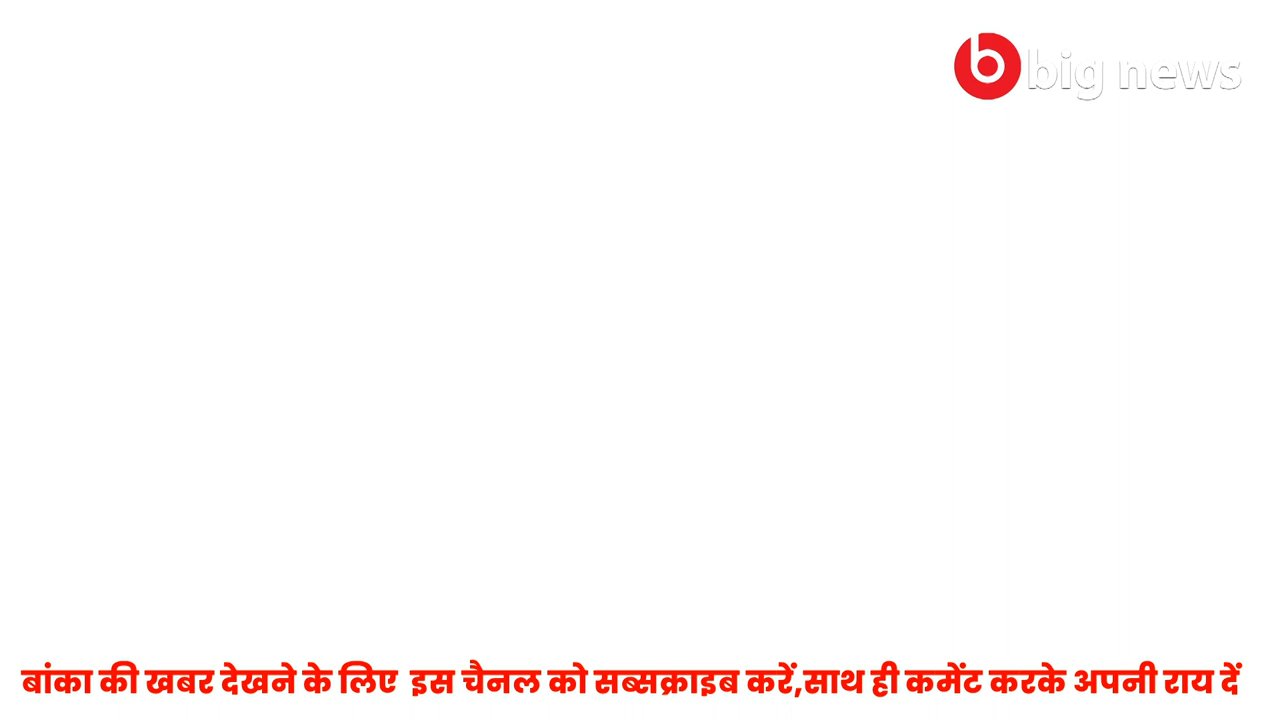 big news
बांका की खबर देखने के लिए इस चैनल को सब्सक्राइब करें,साथ ही कमेंट करके अपनी राय दें